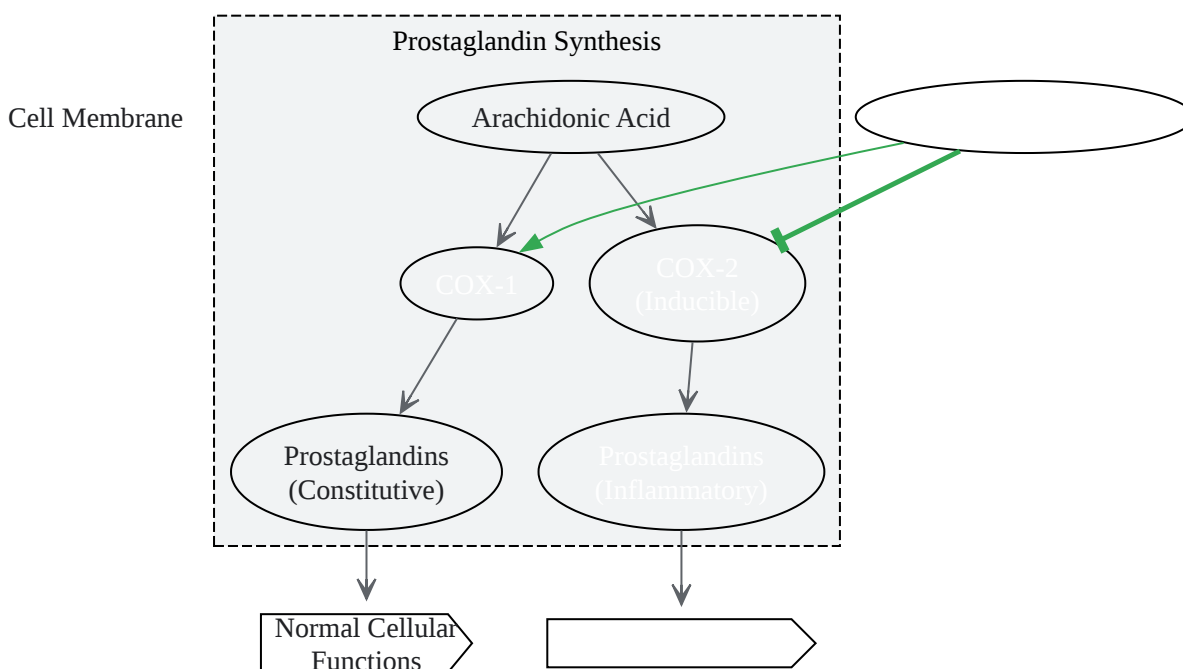 Prostaglandin Synthesis
Cell Membrane
Arachidonic Acid
COX-1
COX-2
(Inducible)
Prostaglandins
(Constitutive)
Prostaglandins
(Inflammatory)
Normal Cellular
Functions